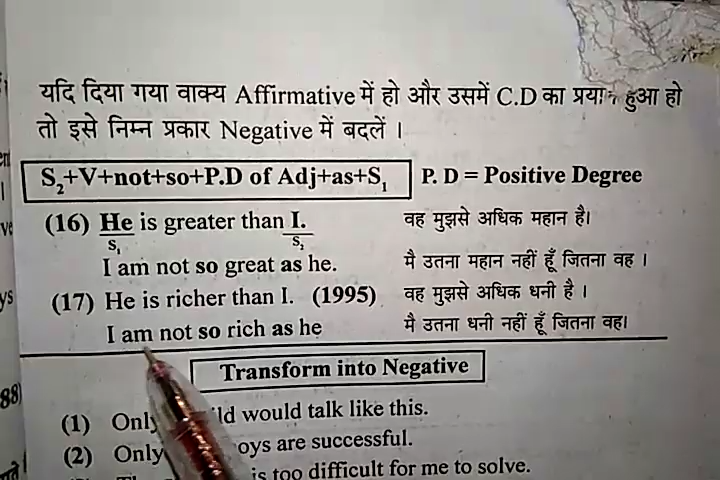 यदि दिया गया वाक्य Affirmative में हो और उसमें C.D का हुआ हो
तो इसे निम्न प्रकार Negative में बदलें ।
S₂+V+not+so+P.D of Adj+as+S₁ P. D = Positive Degree
(16) He is greater than I. वह मुझसे अधिक महान है।
S₁ S₂
I am not so great as he. मै उतना महान नहीं हूँ जितना वह ।
(17) He is richer than I. (1995) वह मुझसे अधिक धनी है ।
I am not so rich as he मै उतना धनी नहीं हूँ जितना वह।
88)
Transform into Negative
(1) Only would talk like this.
(2) Only are successful.
is too difficult for me to solve.